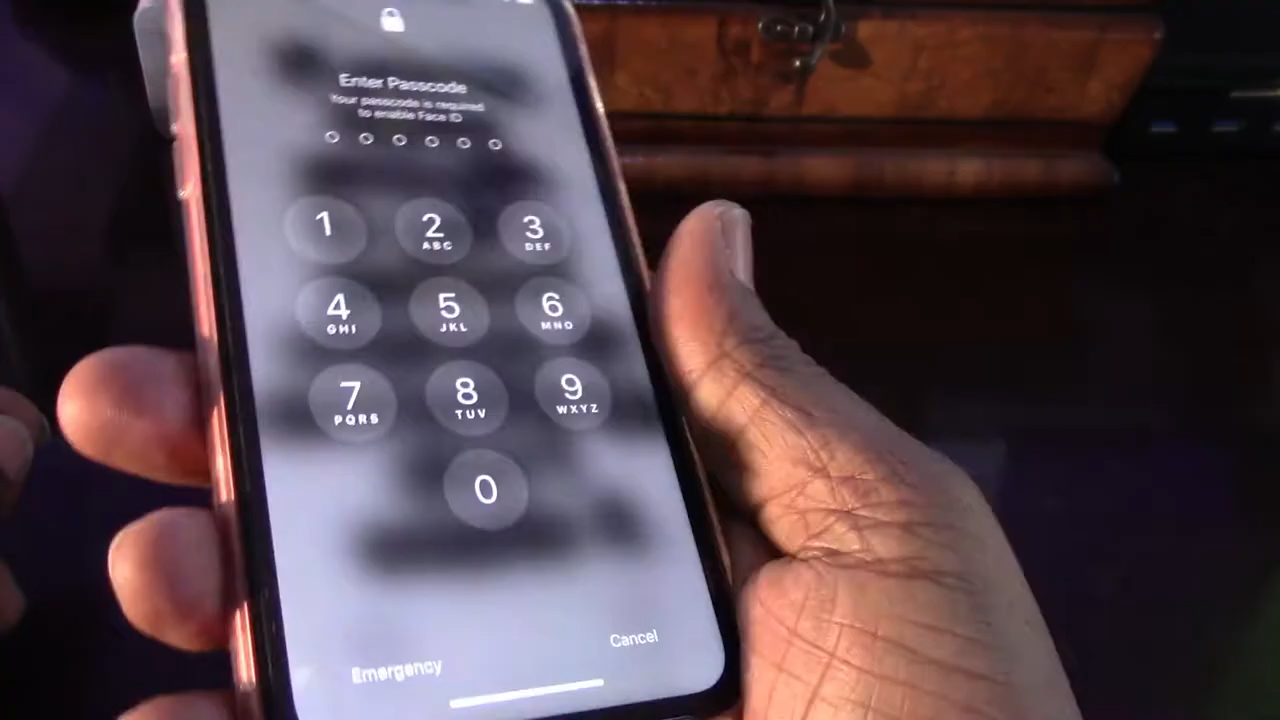 Enter Passcode
Your passcode is required
to enable Face ID
1
2
ABC
3
DEF
4
GHI
5
JKL
6
MNO
7
PQRS
8
TUV
9
WXYZ
0
Cancel
Emergency